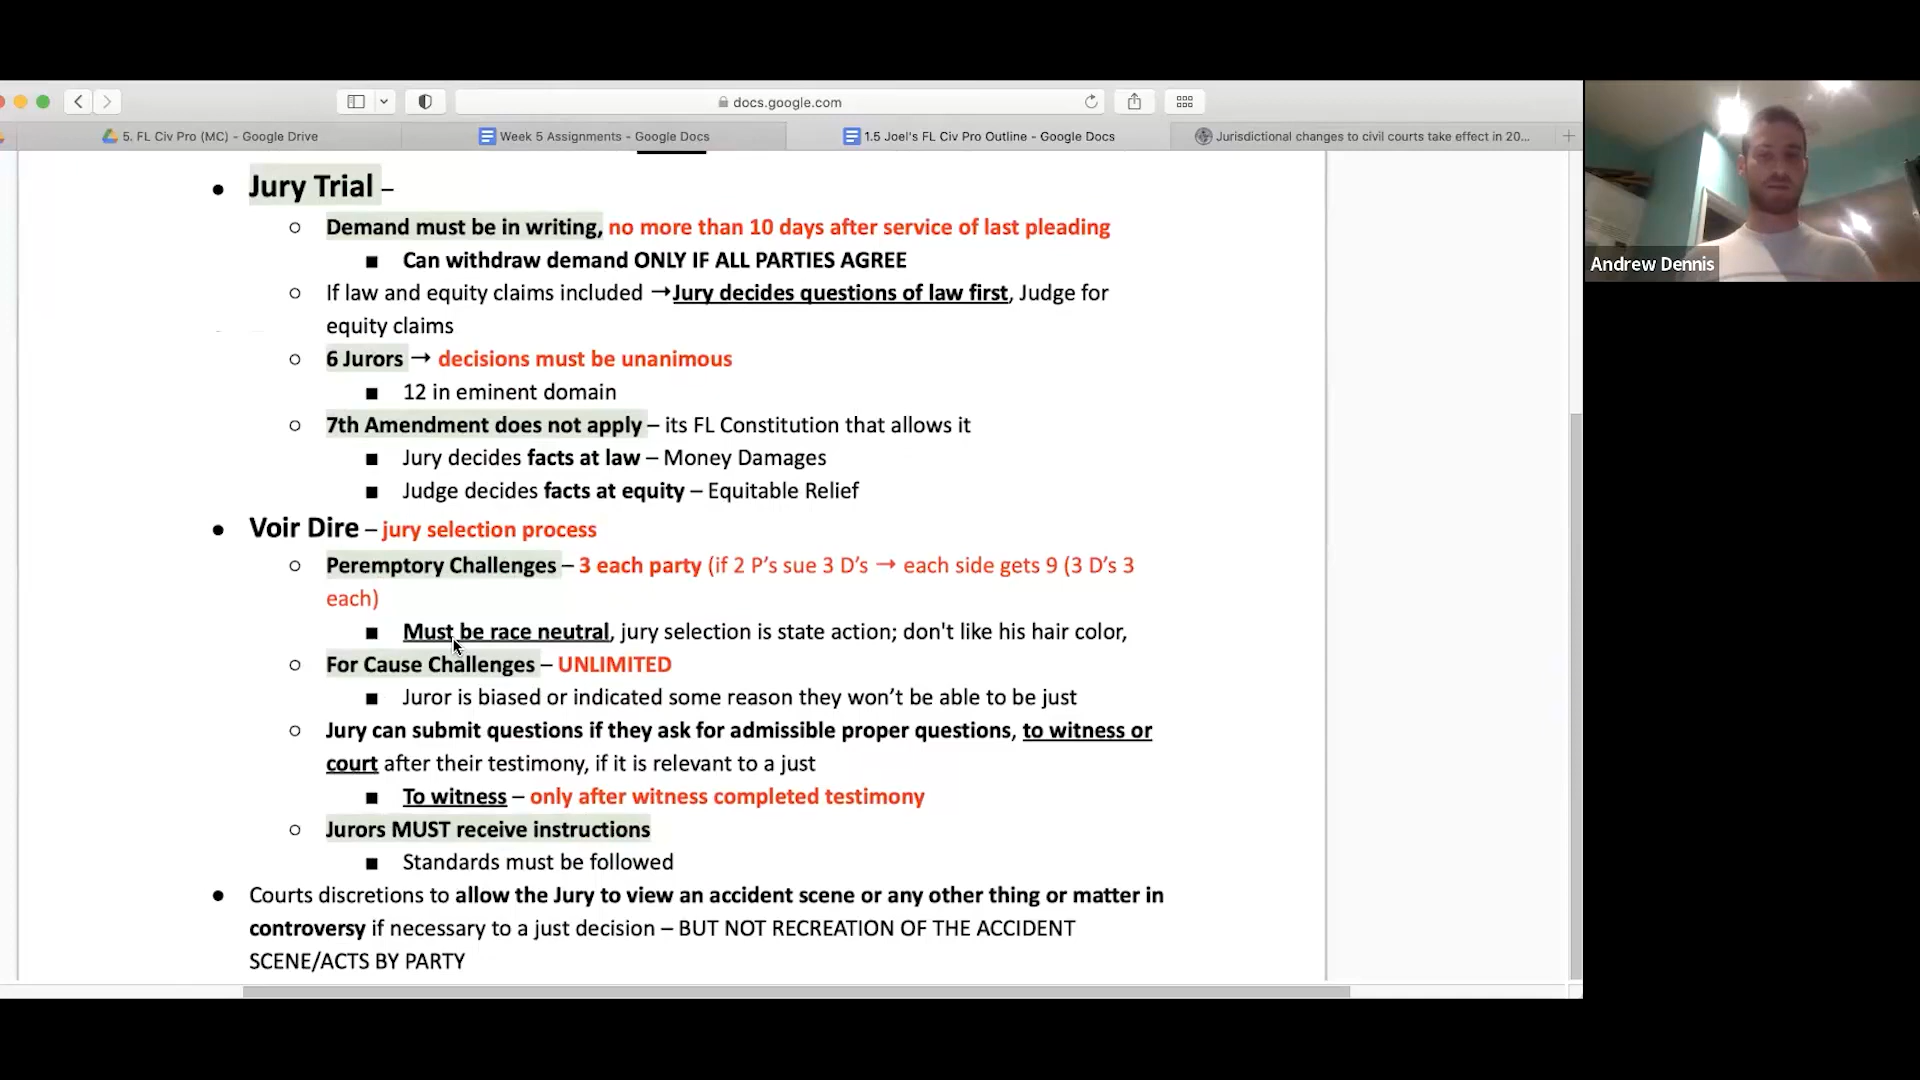 docs.google.com
5. FL Civ Pro (MC) - Google Drive
Week 5 Assignments - Google Docs
1.5 Joel's FL Civ Pro Outline - Google Docs
Jurisdictional changes to civil courts take effect in 20...
Andrew Dennis
● Jury Trial –
○ Demand must be in writing, no more than 10 days after service of last pleading
■ Can withdraw demand ONLY IF ALL PARTIES AGREE
○ If law and equity claims included →Jury decides questions of law first, Judge for
equity claims
○ 6 Jurors → decisions must be unanimous
■ 12 in eminent domain
○ 7th Amendment does not apply – its FL Constitution that allows it
■ Jury decides facts at law – Money Damages
■ Judge decides facts at equity – Equitable Relief
● Voir Dire – jury selection process
○ Peremptory Challenges – 3 each party (if 2 P's sue 3 D's → each side gets 9 (3 D's 3
each)
■ Must be race neutral, jury selection is state action; don't like his hair color,
○ For Cause Challenges – UNLIMITED
■ Juror is biased or indicated some reason they won't be able to be just
○ Jury can submit questions if they ask for admissible proper questions, to witness or
court after their testimony, if it is relevant to a just
■ To witness – only after witness completed testimony
○ Jurors MUST receive instructions
■ Standards must be followed
● Courts discretions to allow the Jury to view an accident scene or any other thing or matter in
controversy if necessary to a just decision – BUT NOT RECREATION OF THE ACCIDENT
SCENE/ACTS BY PARTY